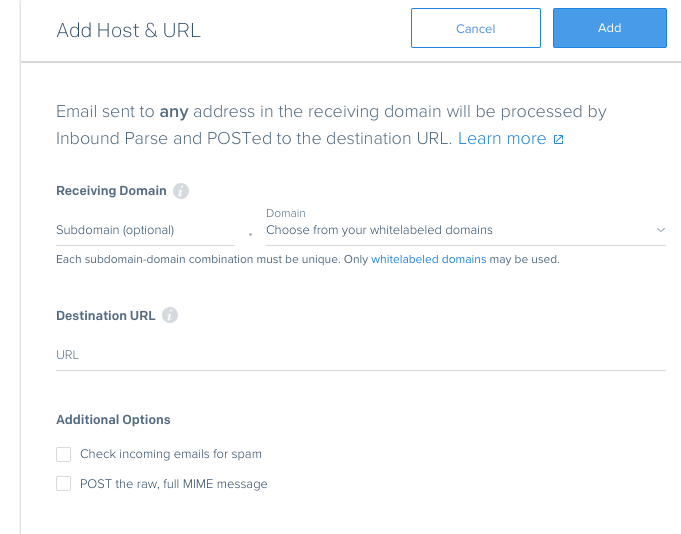 Add Host & URL
Cancel
Add
Email sent to any address in the receiving domain will be processed by
Inbound Parse and POSTed to the destination URL. Learn more
Receiving Domain i
Domain
Subdomain (optional) . Choose from your whitelabeled domains
Each subdomain-domain combination must be unique. Only whitelabeled domains may be used.
Destination URL i
URL
Additional Options
Check incoming emails for spam
POST the raw, full MIME message